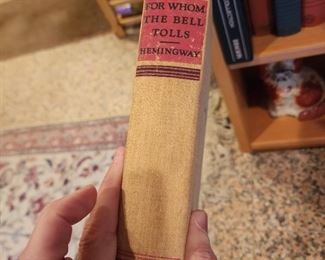 FOR WHOM
THE BELL
TOLLS
HEMINGWAY